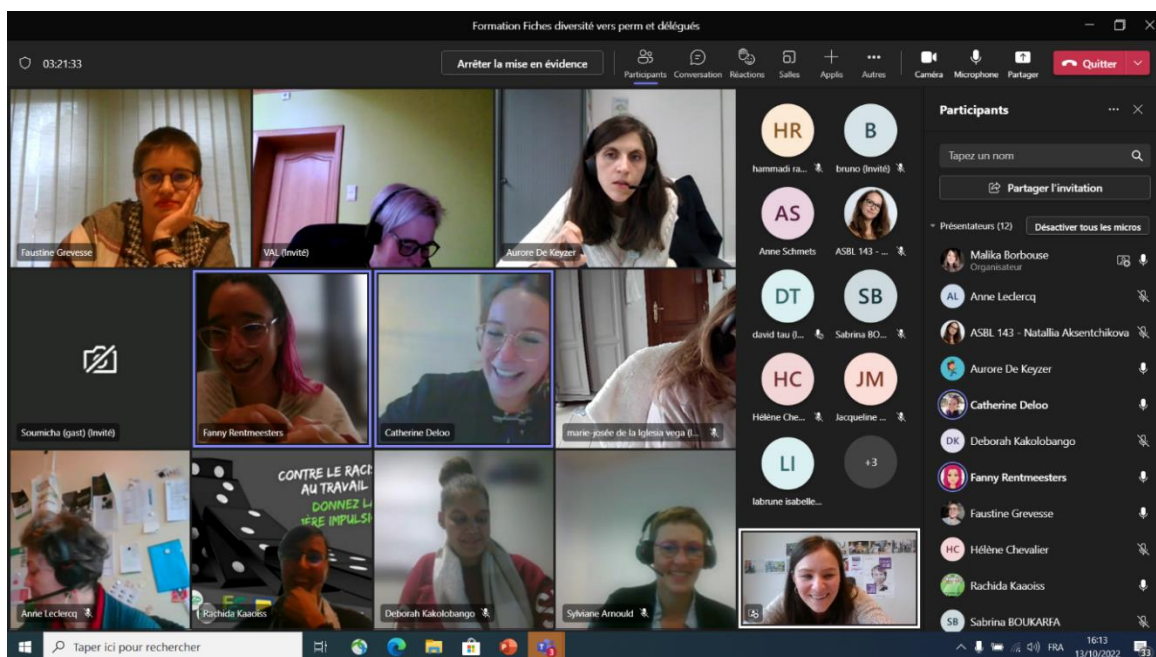 Formation Fiches diversité vers perm et délégués
03:21:33
Arrêter la mise en évidence
Participants
Conversation
Réactions
Salles
Applis
Autres
Caméra
Microphone
Partager
Quitter
Faustine Grevesse
VAL (Invité)
Aurore De Keyzer
Soumicha (gast) (Invité)
Fanny Rentmeesters
Catherine Deloo
marie-josée de la Iglesia vega (I...
CONTRE LE RACIS
AU TRAVAIL
DONNEZ LA
IÈRE IMPULSI
Anne Leclercq
Rachida Kaaoiss
Deborah Kakolobango
Sylviane Arnould
HR
hammadi ra...
B
bruno (Invité)
AS
Anne Schmets
ASBL 143 - ...
DT
david tau (I...
SB
Sabrina BO...
HC
Hélène Che...
JM
Jacqueline ...
LI
labrune isabelle...
+3
Participants
Tapez un nom
Partager l'invitation
Présentateurs (12)
Désactiver tous les micros
Malika Borbouse
Organisateur
AL
Anne Leclercq
ASBL 143 - Natallia Aksentchikova
Aurore De Keyzer
Catherine Deloo
DK
Deborah Kakolobango
Fanny Rentmeesters
Faustine Grevesse
HC
Hélène Chevalier
Rachida Kaaoiss
SB
Sabrina BOUKARFA
Taper ici pour rechercher
FRA
16:13
13/10/2022
33